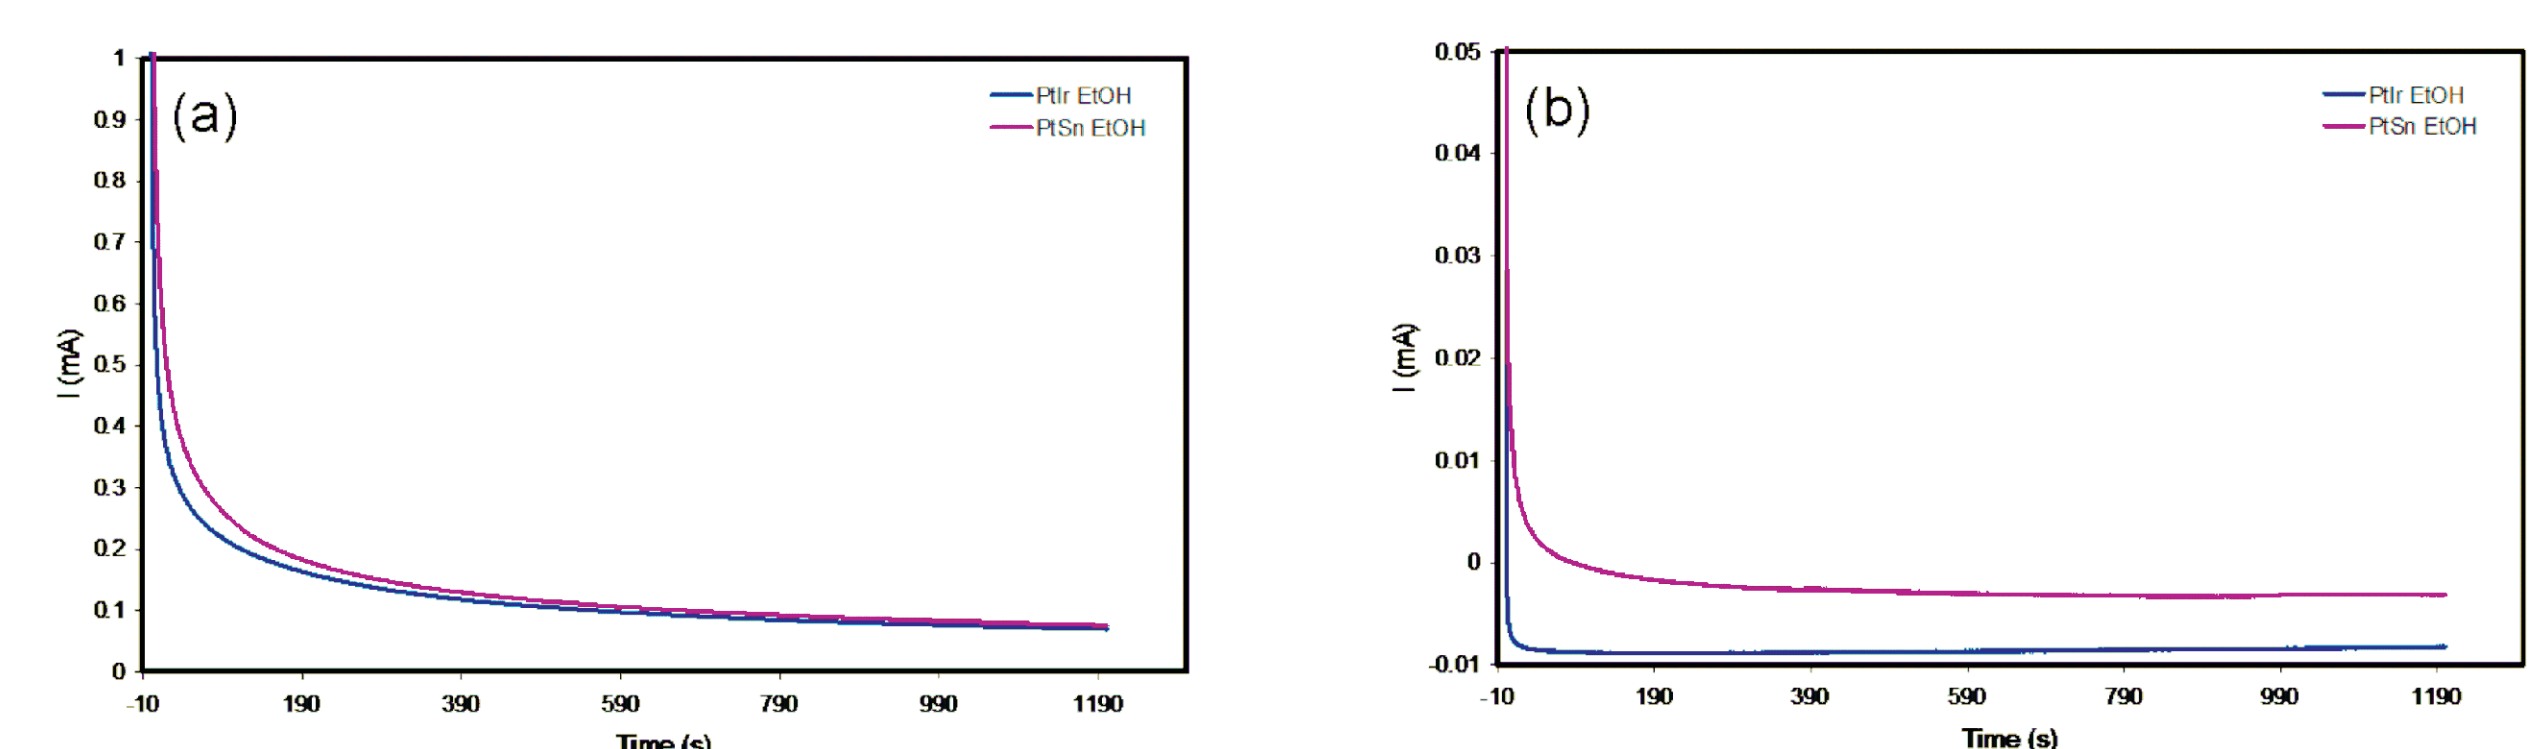 (a)
PtIr EtOH
PtSn EtOH
I (mA)
1
0.9
0.8
0.7
0.6
0.5
0.4
0.3
0.2
0.1
0
-10 190 390 590 790 990 1190
Time (s)
(b)
PtIr EtOH
PtSn EtOH
I (mA)
0.05
0.04
0.03
0.02
0.01
0
-0.01
-10 190 390 590 790 990 1190
Time (s)